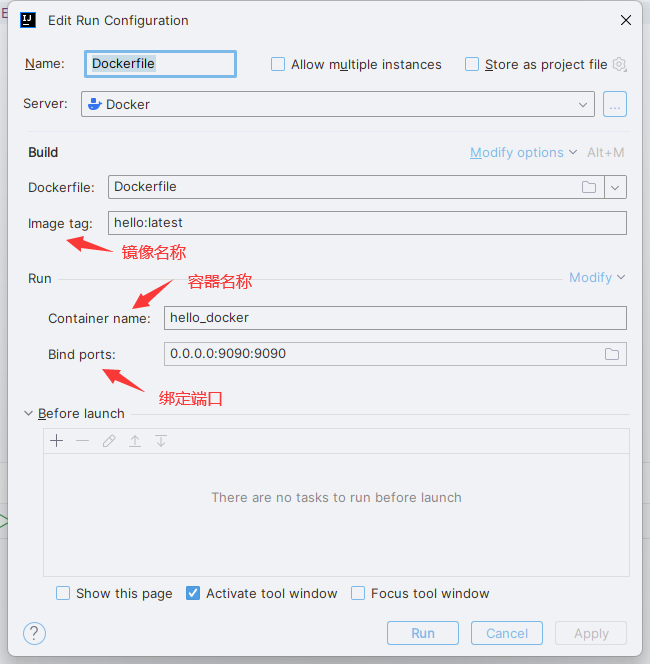 Edit Run Configuration
Name: Dockerfile Allow multiple instances Store as project file
Server: Docker ...
Build Modify options Alt+M
Dockerfile: Dockerfile
Image tag: hello:latest
镜像名称
Run Modify
容器名称
Container name: hello_docker
Bind ports: 0.0.0.0:9090:9090
绑定端口
Before launch
There are no tasks to run before launch
Show this page Activate tool window Focus tool window
? Run Cancel Apply